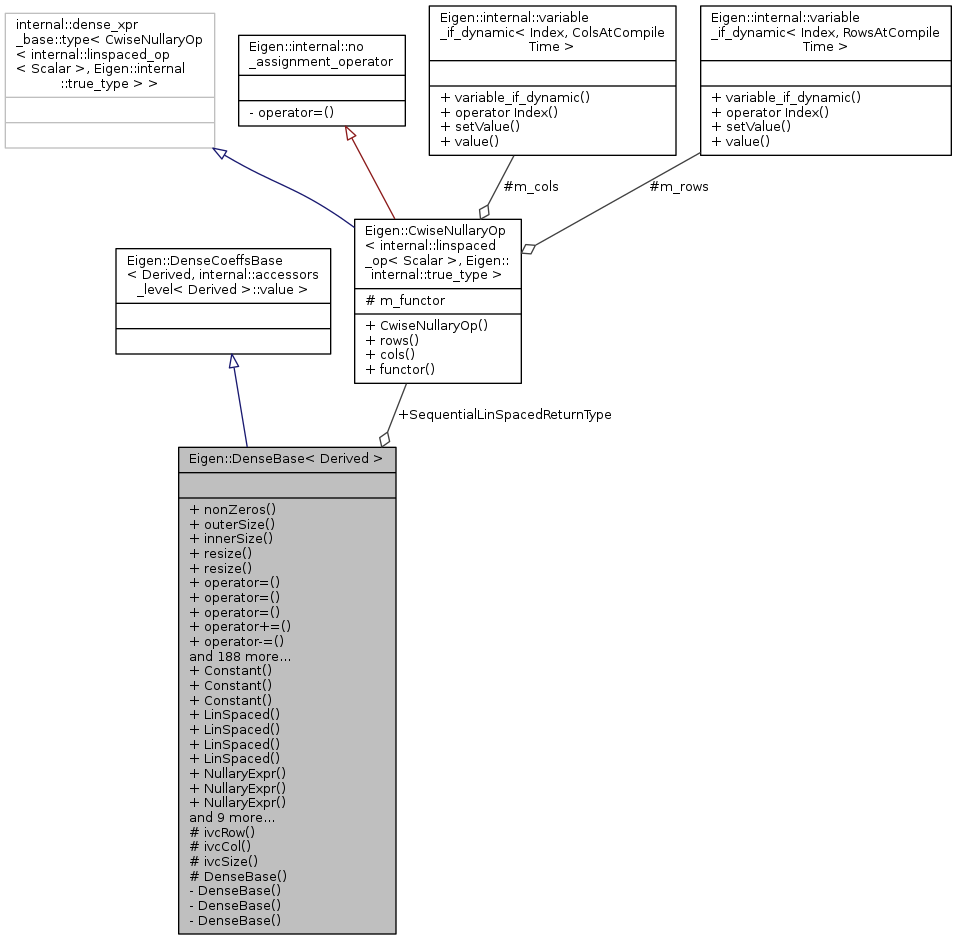 internal::dense_xpr
_base::type< CwiseNullaryOp
< internal::linspaced_op
< Scalar >, Eigen::internal
::true_type > >
Eigen::internal::no
_assignment_operator
- operator=()
Eigen::internal::variable
_if_dynamic< Index, ColsAtCompile
Time >
+ variable_if_dynamic()
+ operator Index()
+ setValue()
+ value()
Eigen::internal::variable
_if_dynamic< Index, RowsAtCompile
Time >
+ variable_if_dynamic()
+ operator Index()
+ setValue()
+ value()
#m_cols
#m_rows
Eigen::DenseCoeffsBase
< Derived, internal::accessors
_level< Derived >::value >
Eigen::CwiseNullaryOp
< internal::linspaced
_op< Scalar >, Eigen::
internal::true_type >
# m_functor
+ CwiseNullaryOp()
+ rows()
+ cols()
+ functor()
+SequentialLinSpacedReturnType
Eigen::DenseBase< Derived >
+ nonZeros()
+ outerSize()
+ innerSize()
+ resize()
+ resize()
+ operator=()
+ operator=()
+ operator=()
+ operator+=()
+ operator-=()
and 188 more...
+ Constant()
+ Constant()
+ Constant()
+ LinSpaced()
+ LinSpaced()
+ LinSpaced()
+ LinSpaced()
+ NullaryExpr()
+ NullaryExpr()
+ NullaryExpr()
and 9 more...
# ivcRow()
# ivcCol()
# ivcSize()
# DenseBase()
- DenseBase()
- DenseBase()
- DenseBase()